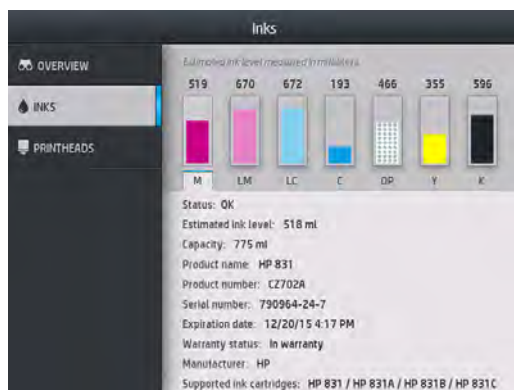 Inks
OVERVIEW
Estimated ink level measured in milliliters.
INKS
519 670 672 193 466 355 596
PRINTHEADS
M LM LC C OP Y K
Status: OK
Estimated ink level: 518 ml
Capacity: 775 ml
Product name: HP 831
Product number: CZ702A
Serial number: 790964-24-7
Expiration date: 12/20/15 4:17 PM
Warranty status: In warranty
Manufacturer: HP
Supported ink cartridges: HP 831 / HP 831A / HP 831B / HP 831C